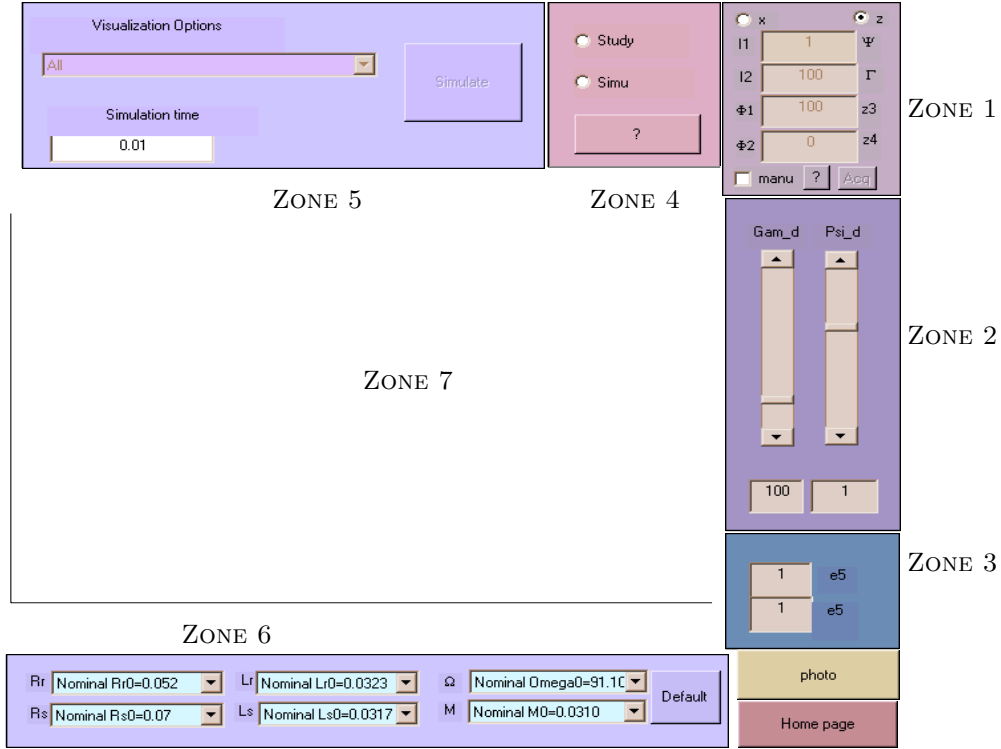 Visualization Options
All
Simulate
Simulation time
0.01
ZONE 5
Study
Simu
?
ZONE 4
x z
I1 1 Ψ
I2 100 Γ
Φ1 100 z3
Φ2 0 z4
manu ? Acq
ZONE 1
Gam_d Psi_d
100 1
ZONE 2
ZONE 7
1 e5
1 e5
ZONE 3
ZONE 6
Rr Nominal Rr0=0.052 Lr Nominal Lr0=0.0323 Ω Nominal Omega0=91.10
Rs Nominal Rs0=0.07 Ls Nominal Ls0=0.0317 M Nominal M0=0.0310
Default
photo
Home page